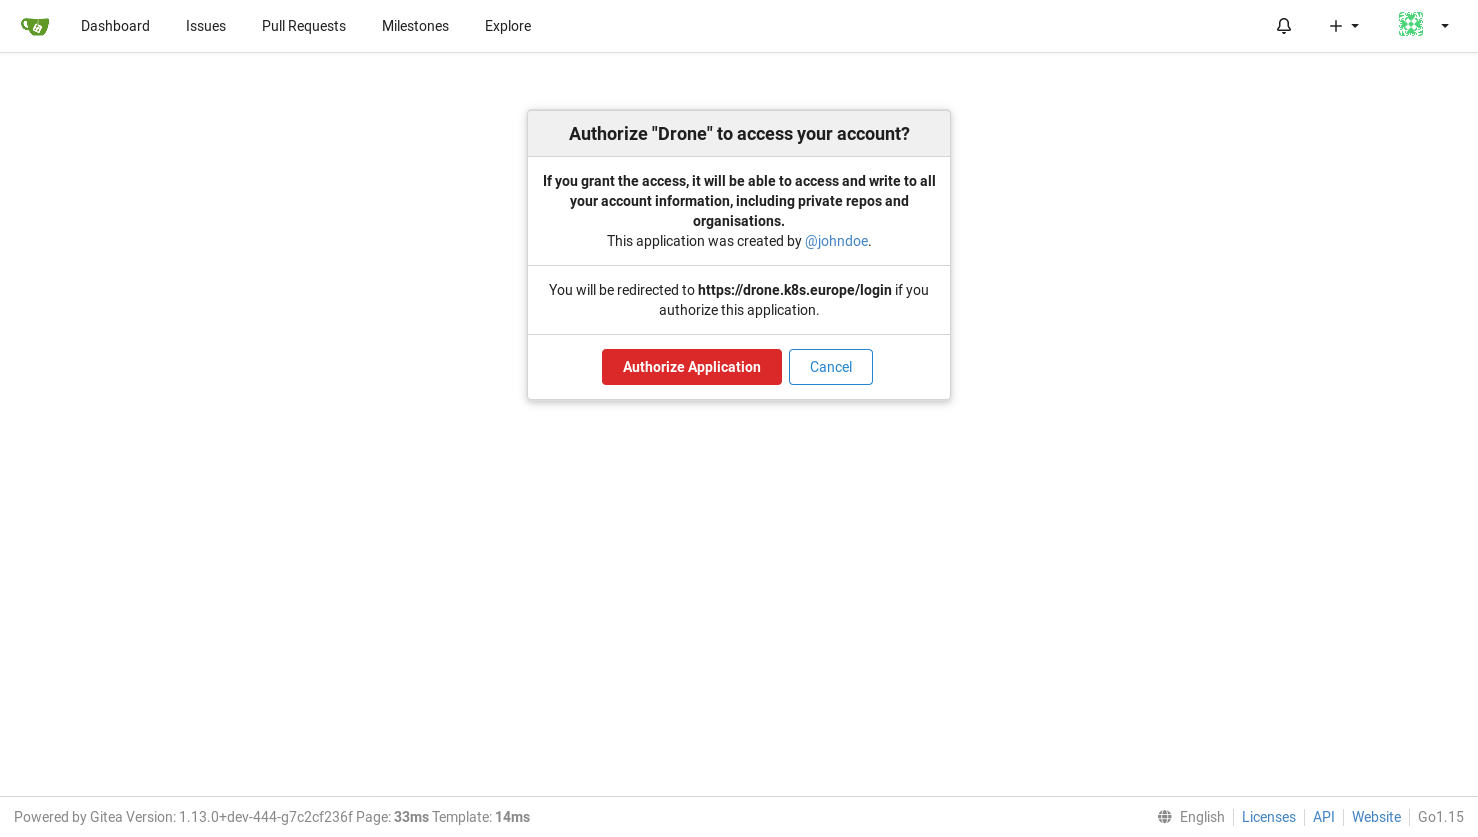 Dashboard Issues Pull Requests Milestones Explore
Authorize "Drone" to access your account?
If you grant the access, it will be able to access and write to all
your account information, including private repos and
organisations.
This application was created by @johndoe.
You will be redirected to https://drone.k8s.europe/login if you
authorize this application.
Authorize Application Cancel
Powered by Gitea Version: 1.13.0+dev-444-g7c2cf236f Page: 33ms Template: 14ms English Licenses API Website Go1.15